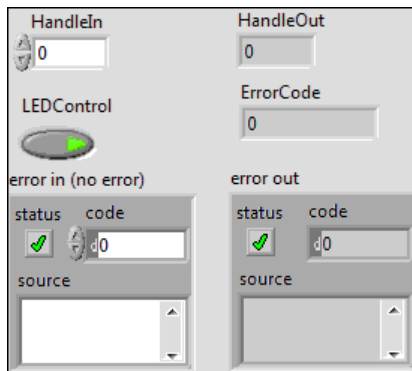 HandleIn
HandleOut
0
0
LEDControl
ErrorCode
0
error in (no error)
error out
status code
status code
d0
d0
source
source